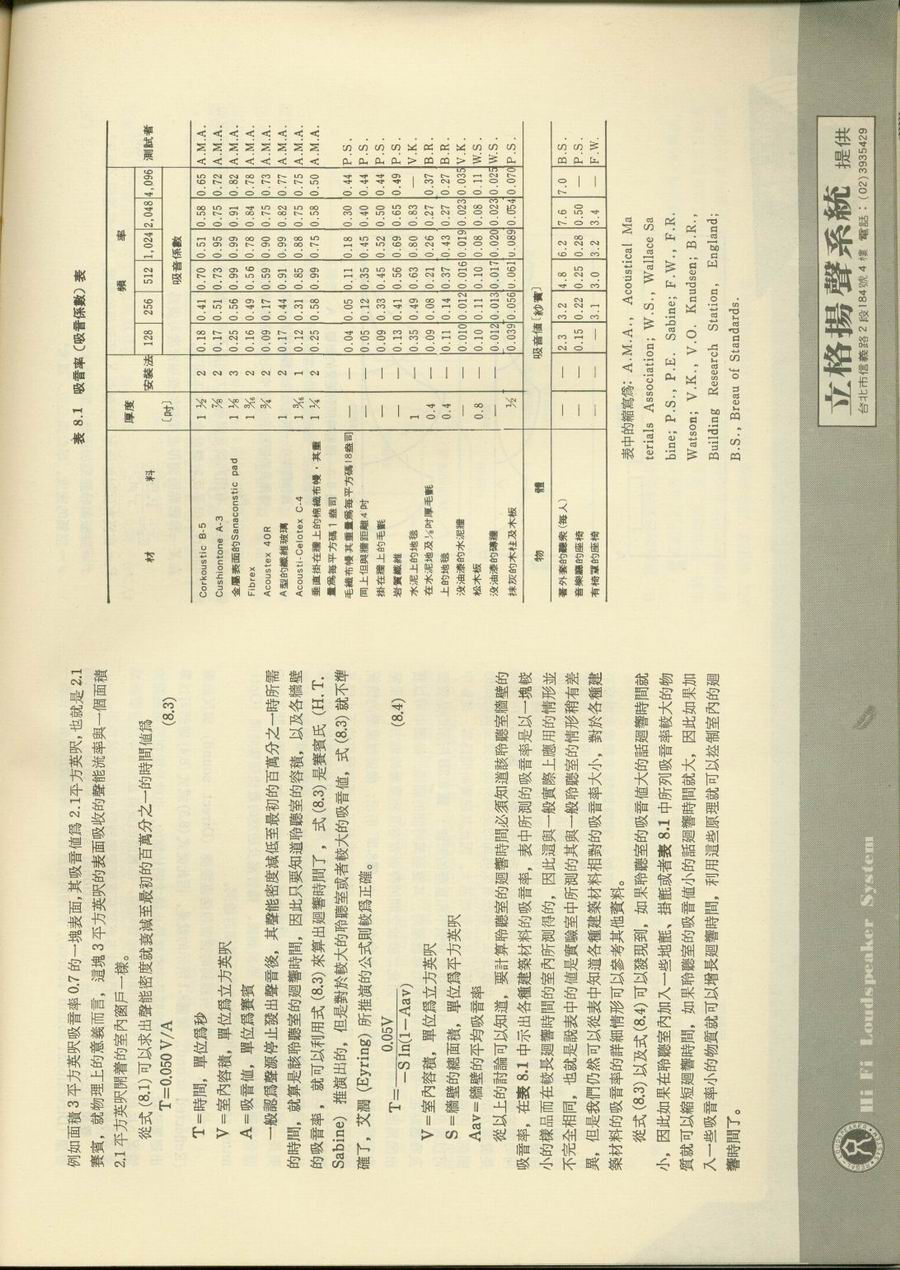 例如面積 3 平方英呎吸音率 0.7 的一塊表面,其吸音值爲 2.1平方英呎,也就是 2.1
賽賓，就物理上的意義而言，這塊 3 平方英呎的表面吸收的聲能流率與一個面積
2.1 平方英呎開著的室內窗戶一樣。
從式 (8.1) 可以求出聲能密度就衰減至最初的百萬分之一的時間値爲
T=0.050 V/A (8.3)
T＝時間，單位爲秒
V＝室內容積，單位爲立方英呎
A＝吸音值，單位爲賽賓
一般認爲聲源停止發出聲音後，其聲能密度減低至最初的百萬分之一時所需
的時間，就算是該聆聽室的廻響時間，因此只要知道聆聽室的容積，以及各牆壁
的吸音率，就可以利用式 (8.3) 來算出廻響時間了，式 (8.3) 是賽賓氏 (H. T.
Sabine) 推演出的，但是對於較大的聆聽室或者較大的吸音值，式 (8.3) 就不準
確了，艾潤 (Eyring) 所推演的公式則較爲正確。
T= 0.05V / −S ln(1−Aav) (8.4)
V＝室內容積，單位爲立方英呎
S＝牆壁的總面積，單位爲平方英呎
Aav＝牆壁的平均吸音率
從以上的討論可以知道，要計算聆聽室的廻響時間必須知道該聆聽室牆壁的
吸音率，在表 8.1 中示出各種建築材料的吸音率，表中所測的吸音率是以一塊較
小的樣品而在較長廻響時間的室內所測得的，因此這與一般實際上應用的情形並
不完全相同，也就是說表中的值是實驗室中所測的其與一般聆聽室的情形稍有差
異，但是我們仍然可以從表中知道各種建築材料相對的吸音率大小，對於各種建
築材料的吸音率的詳細情形可以參考其他資料。
從式 (8.3) 以及式 (8.4) 可以發現到，如果聆聽室的吸音值大的話廻響時間就
小，因此如果在聆聽室內加入一些地氈、掛氈或者表 8.1 中所列吸音率較大的物
質就可以縮短廻響時間，如果聆聽室的吸音值小的話廻響時間就大，因此如果加
入一些吸音率小的物質就可以增長廻響時間，利用這些原理就可以控制室內的廻
響時間了。
表 8.1 吸音率〔吸音係數〕表
材 料 厚度〔吋〕 安裝法 頻 率 測試者
128 256 512 1,024 2,048 4,096
吸音係數
Corkoustic B-5 1 ½ 2 0.18 0.41 0.70 0.51 0.58 0.65 A.M.A.
Cushiontone A-3 ⅞ 2 0.17 0.51 0.73 0.95 0.75 0.72 A.M.A.
金屬表面的Sanaconstic pad 1 ⅛ 3 0.25 0.56 0.99 0.99 0.91 0.82 A.M.A.
Fibrex 1 3⁄16 2 0.16 0.49 0.56 0.78 0.84 0.78 A.M.A.
Acoustex 40R ¾ 2 0.09 0.17 0.59 0.90 0.75 0.73 A.M.A.
A型的纖維玻璃 1 2 0.17 0.44 0.91 0.99 0.82 0.77 A.M.A.
Acousti-Celotex C-4 1 ¼ 1 0.12 0.31 0.85 0.88 0.75 0.75 A.M.A.
垂直掛在牆上的棉織布幔，其重 2 0.25 0.58 0.99 0.75 0.58 0.50 A.M.A.
量爲每平方碼 1 盎司
毛織布幔其重量爲每平方碼18盎司 — — 0.04 0.05 0.11 0.18 0.30 0.44 P.S.
同上但與牆距離4吋 — — 0.05 0.12 0.35 0.45 0.40 0.44 P.S.
掛在牆上的毛氈 — — 0.09 0.33 0.45 0.52 0.50 0.44 P.S.
岩質纖維 1 — 0.13 0.41 0.56 0.69 0.65 0.49 P.S.
水泥上的地毯 0.4 — 0.35 0.49 0.63 0.80 0.83 — V.K.
在水泥地及⅛吋厚毛氈 0.4 — 0.09 0.08 0.21 0.26 0.27 0.37 B.R.
上的地毯 — 0.11 0.14 0.37 0.43 0.27 0.27 B.R.
没油漆的水泥牆 — — 0.010 0.012 0.016 0.019 0.023 0.035 V.K.
松木板 0.8 — 0.10 0.11 0.10 0.08 0.08 0.11 W.S.
没油漆的磚牆 — — 0.012 0.013 0.017 0.020 0.023 0.025 W.S.
抹灰的木柱及木板 ½ — 0.039 0.056 0.061 0.089 0.054 0.070 P.S.
物 體 吸音值〔紗賓〕
著外套的聽衆(每人) — — 2.3 3.2 4.8 6.2 7.6 7.0 B.S.
音樂廳的座椅 — — 0.15 0.22 0.25 0.28 0.50 — P.S.
有椅罩的座椅 — — — 3.1 3.0 3.2 3.4 — F.W.
表中的縮寫爲：A.M.A., Acoustical Ma
terials Association; W.S., Wallace Sa
bine; P.S., P.E. Sabine; F.W., F.R.
Watson; V.K., V.O. Knudsen; B.R.,
Building Research Station, England;
B.S., Breau of Standards.
Hi Fi Loudspeaker System
立格揚聲系統 提供
台北市信義路2段184號4樓 電話：(02)3935429